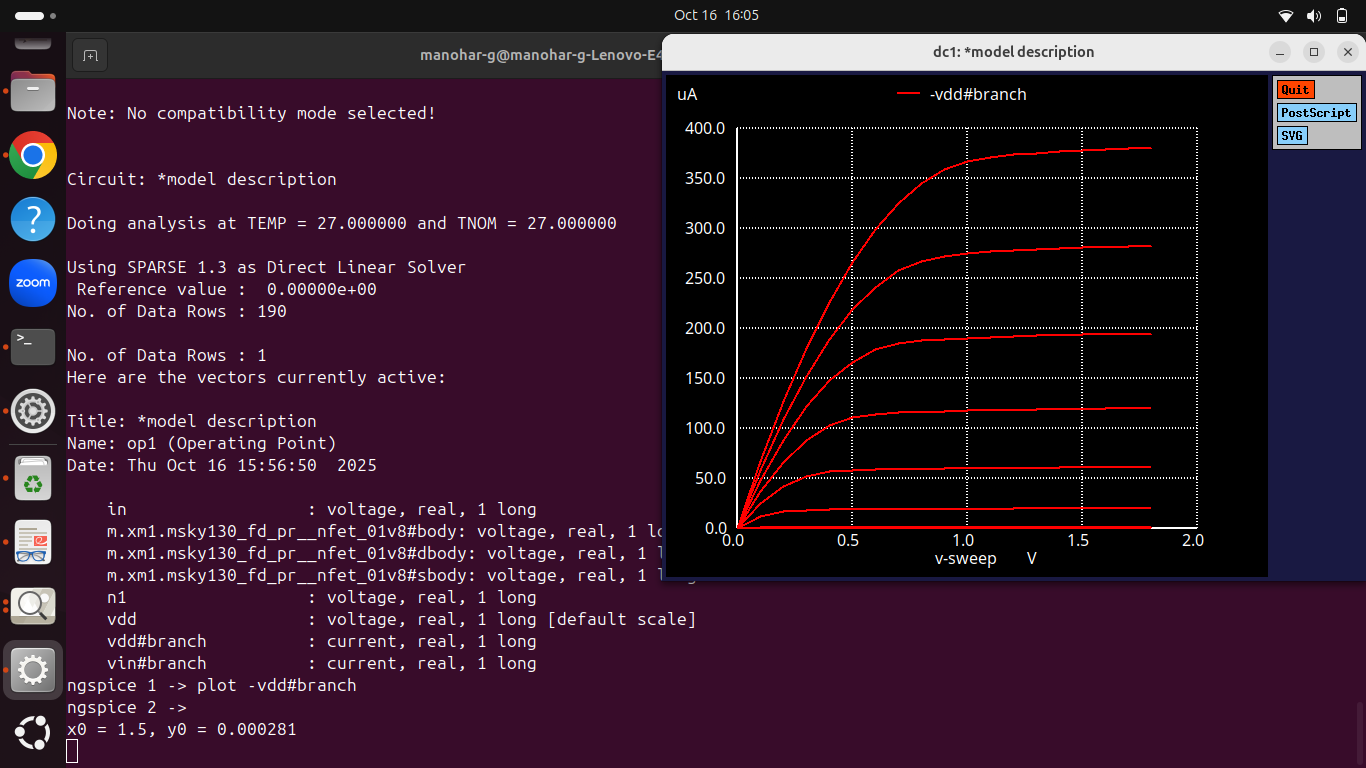 Oct 16 16:05
manohar-g@manohar-g-Lenovo-E4
Note: No compatibility mode selected!
Circuit: *model description
Doing analysis at TEMP = 27.000000 and TNOM = 27.000000
Using SPARSE 1.3 as Direct Linear Solver
Reference value :  0.00000e+00
No. of Data Rows : 190
No. of Data Rows : 1
Here are the vectors currently active:
Title: *model description
Name: op1 (Operating Point)
Date: Thu Oct 16 15:56:50  2025
in                  : voltage, real, 1 long
m.xm1.msky130_fd_pr__nfet_01v8#body: voltage, real, 1 lo
m.xm1.msky130_fd_pr__nfet_01v8#dbody: voltage, real, 1 l
m.xm1.msky130_fd_pr__nfet_01v8#sbody: voltage, real, 1 long
n1                  : voltage, real, 1 long
vdd                 : voltage, real, 1 long [default scale]
vdd#branch          : current, real, 1 long
vin#branch          : current, real, 1 long
ngspice 1 -> plot -vdd#branch
ngspice 2 ->
x0 = 1.5, y0 = 0.000281
dc1: *model description
uA
-vdd#branch
400.0
350.0
300.0
250.0
200.0
150.0
100.0
50.0
0.0
0.0 0.5 1.0 1.5 2.0
v-sweep V
Quit
PostScript
SVG
?
zoom
>_